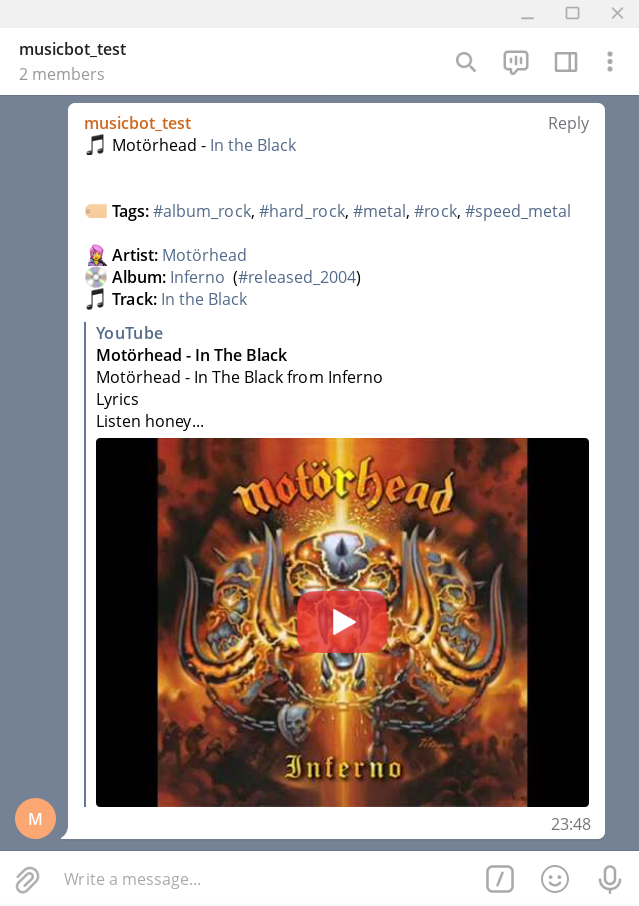 musicbot_test
2 members
musicbot_test Reply
Motörhead - In the Black
Tags: #album_rock, #hard_rock, #metal, #rock, #speed_metal
Artist: Motörhead
Album: Inferno (#released_2004)
Track: In the Black
YouTube
Motörhead - In The Black
Motörhead - In The Black from Inferno
Lyrics
Listen honey...
motörhead
Inferno
M
23:48
Write a message...